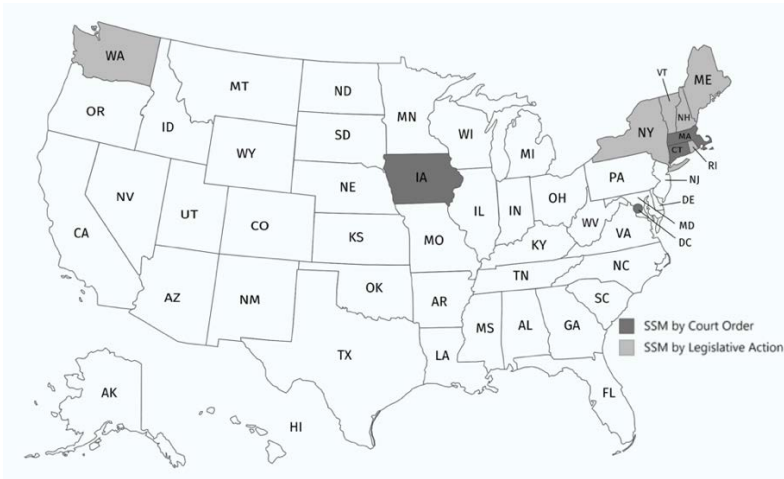 WA
MT
ND
MN
VT
ME
OR
ID
SD
WI
MI
NY
NH
MA
CT
RI
WY
IA
NE
PA
NJ
NV
UT
CO
IL
IN
OH
DE
CA
KS
MO
WV
VA
MD
DC
KY
NC
TN
AZ
NM
OK
AR
SC
MS
AL
GA
SSM by Court Order
SSM by Legislative Action
TX
LA
FL
AK
HI